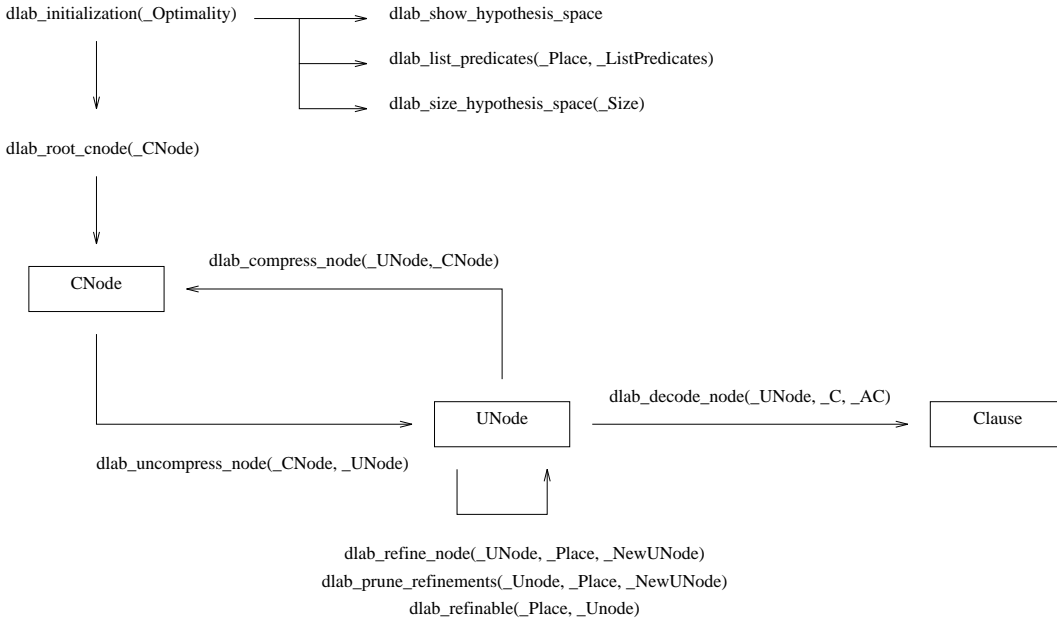 dlab_initialization(_Optimality)
dlab_show_hypothesis_space
dlab_list_predicates(_Place, _ListPredicates)
dlab_size_hypothesis_space(_Size)
dlab_root_cnode(_CNode)
dlab_compress_node(_UNode,_CNode)
CNode
dlab_decode_node(_UNode, _C, _AC)
UNode
Clause
dlab_uncompress_node(_CNode, _UNode)
dlab_refine_node(_UNode, _Place, _NewUNode)
dlab_prune_refinements(_Unode, _Place, _NewUNode)
dlab_refinable(_Place, _Unode)